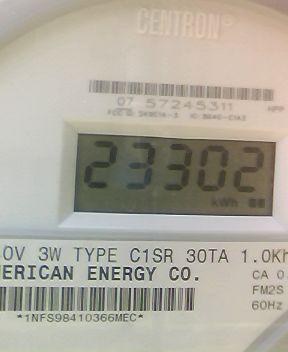 CENTRON®
07 57245311
23302
kWh
0V 3W TYPE C1SR 30TA 1.0Kh
MERICAN ENERGY CO.
CA 0.
FM2S
60Hz
*1NFS98410366MEC*